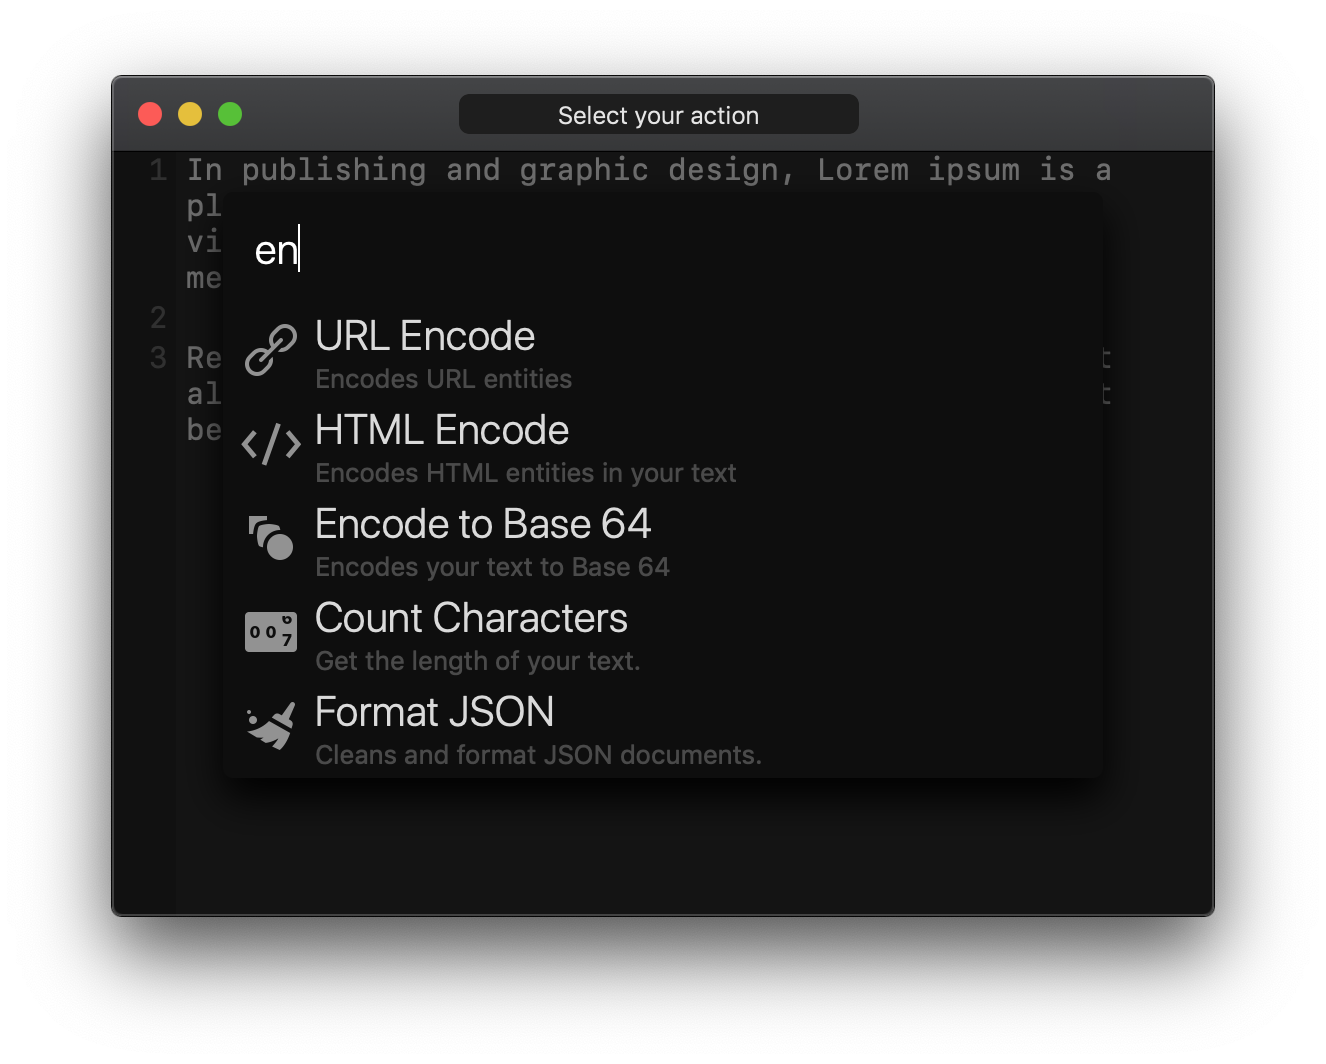 Select your action
1 In publishing and graphic design, Lorem ipsum is a
pl
vi
me
2
3 Re t
al t
be
en
URL Encode
Encodes URL entities
HTML Encode
Encodes HTML entities in your text
Encode to Base 64
Encodes your text to Base 64
007
Count Characters
Get the length of your text.
Format JSON
Cleans and format JSON documents.